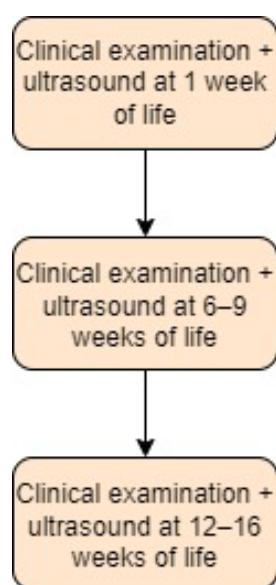 Clinical examination +
ultrasound at 1 week
of life
Clinical examination +
ultrasound at 6–9
weeks of life
Clinical examination +
ultrasound at 12–16
weeks of life